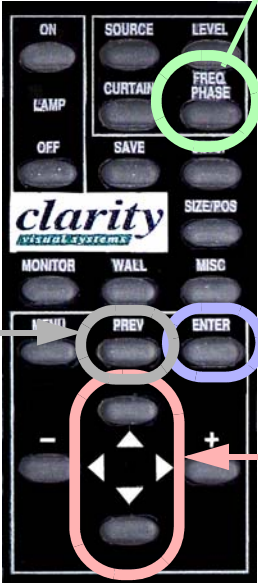 ON SOURCE LEVEL
CURTAIN FREQ
PHASE
LAMP
OFF SAVE
clarity
visual systems
SIZE/POS
MONITOR WALL MISC
MENU PREV ENTER
- +